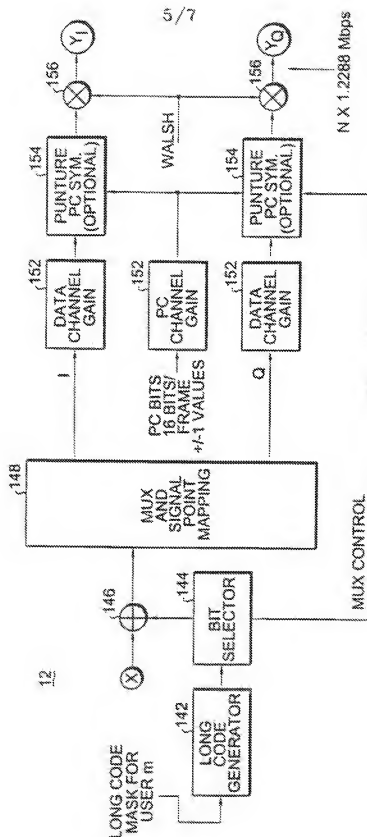 5/7
12
LONG CODE
MASK FOR
USER m
142
LONG
CODE
GENERATOR
144
BIT
SELECTOR
X
146
148
MUX
AND
SIGNAL
POINT
MAPPING
I
Q
152
DATA
CHANNEL
GAIN
PC BITS
16 BITS/
FRAME
+/-1 VALUES
152
PC
CHANNEL
GAIN
152
DATA
CHANNEL
GAIN
154
PUNTURE
PC SYM.
(OPTIONAL)
154
PUNTURE
PC SYM.
(OPTIONAL)
WALSH
156
YI
156
YQ
N X 1.2288 Mbps
MUX CONTROL